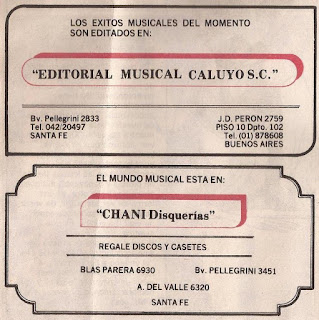 LOS EXITOS MUSICALES DEL MOMENTO
SON EDITADOS EN:
"EDITORIAL MUSICAL CALUYO S.C."
Bv. Pellegrini 2833
Tel. 042/20497
SANTA FE
J.D. PERON 2759
PISO 10 Dpto. 102
Tel. (01) 878608
BUENOS AIRES
EL MUNDO MUSICAL ESTA EN:
"CHANI Disquerías"
REGALE DISCOS Y CASETES
BLAS PARERA 6930 Bv. PELLEGRINI 3451
A. DEL VALLE 6320
SANTA FE